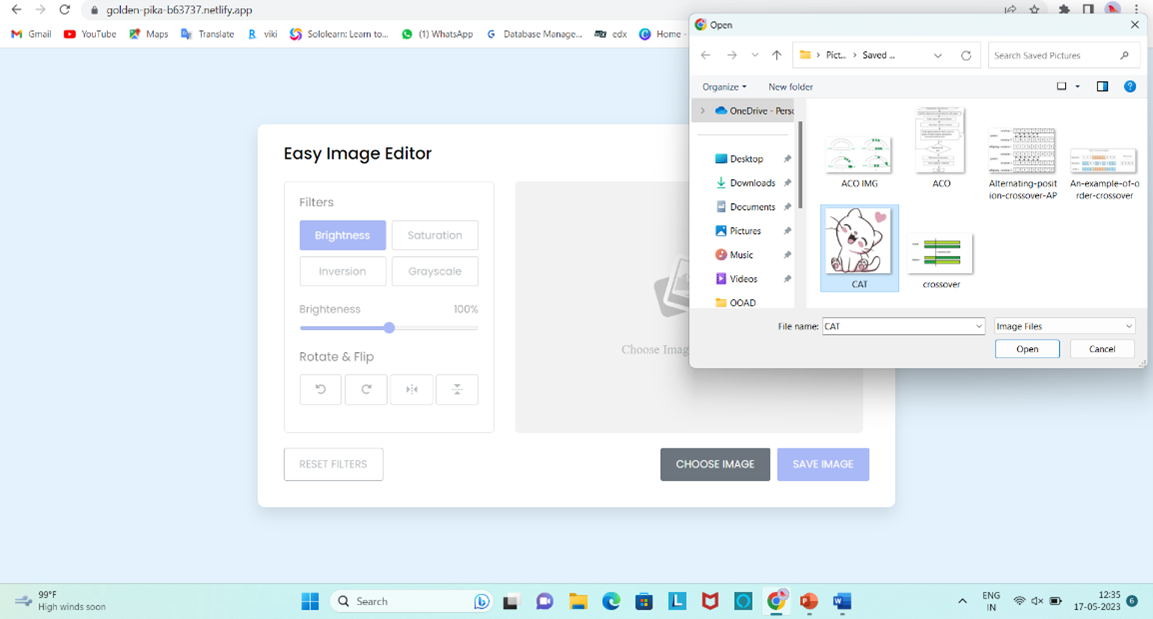 golden-pika-b63737.netlify.app
Gmail YouTube Maps Translate viki Sololearn: Learn to... (1) WhatsApp Database Manage... edx Home -
Easy Image Editor
Filters
Brightness Saturation
Inversion Grayscale
Brighteness 100%
Rotate & Flip
Choose Imag
RESET FILTERS CHOOSE IMAGE SAVE IMAGE
Open
Pict... Saved ...
Search Saved Pictures
Organize New folder
OneDrive - Perso
Desktop
Downloads
Documents
Pictures
Music
Videos
OOAD
ACO IMG
ACO
Alternating-posit
ion-crossover-AP
An-example-of-o
rder-crossover
CAT
crossover
File name: CAT Image Files
Open Cancel
99°F
High winds soon
Search
ENG
IN
12:35
17-05-2023
6